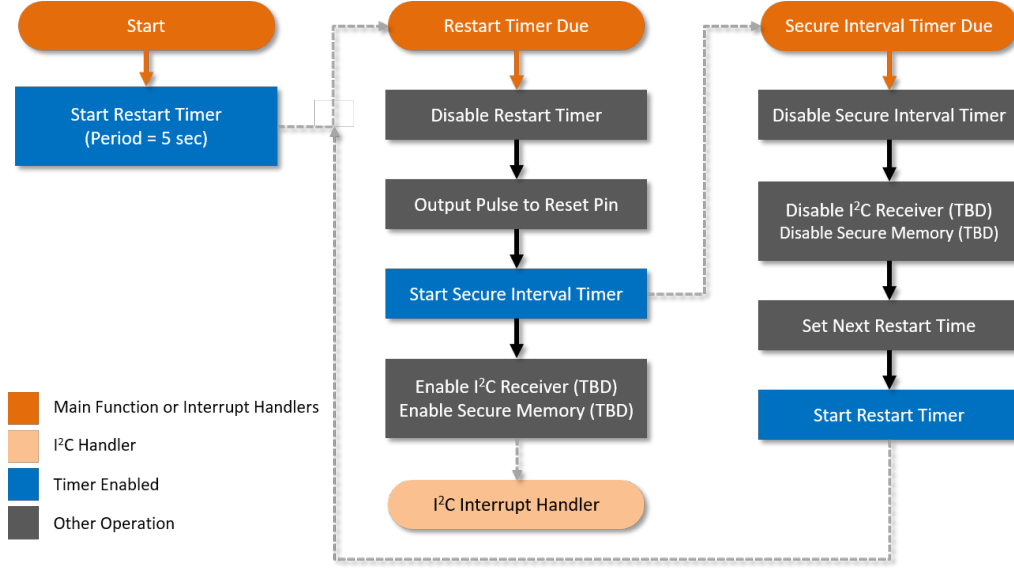 Start
Start Restart Timer
(Period = 5 sec)
Restart Timer Due
Disable Restart Timer
Output Pulse to Reset Pin
Start Secure Interval Timer
Enable I²C Receiver (TBD)
Enable Secure Memory (TBD)
I²C Interrupt Handler
Secure Interval Timer Due
Disable Secure Interval Timer
Disable I²C Receiver (TBD)
Disable Secure Memory (TBD)
Set Next Restart Time
Start Restart Timer
Main Function or Interrupt Handlers
I²C Handler
Timer Enabled
Other Operation